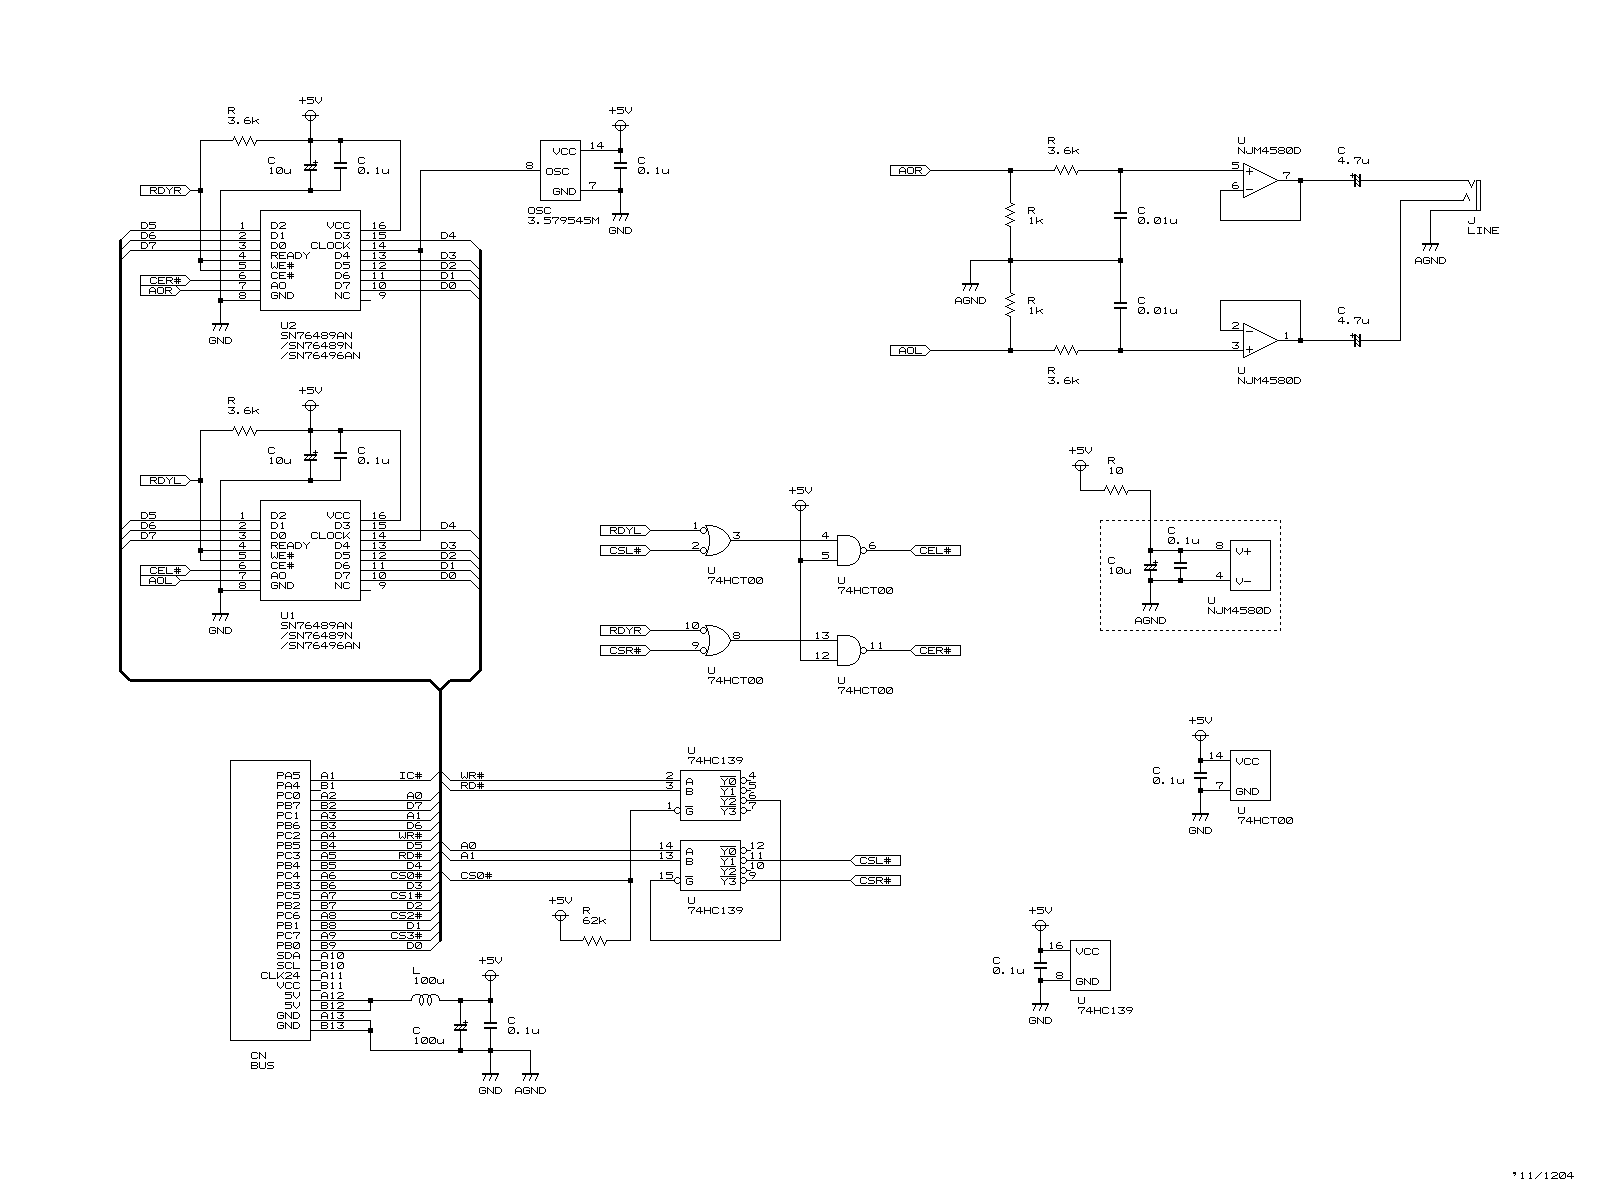 +5V
R
3.6k
C
10u
C
0.1u
RDYR
D5
D6
D7
1
2
3
4
5
6
7
8
D2
D1
D0
READY
WE#
CE#
AO
GND
VCC
D3
CLOCK
D4
D5
D6
D7
NC
16
15
14
13
12
11
10
9
D4
D3
D2
D1
D0
CER#
AOR
GND
U2
SN76489AN
/SN76489N
/SN76496AN
+5V
R
3.6k
C
10u
C
0.1u
RDYL
D5
D6
D7
1
2
3
4
5
6
7
8
D2
D1
D0
READY
WE#
CE#
AO
GND
VCC
D3
CLOCK
D4
D5
D6
D7
NC
16
15
14
13
12
11
10
9
D4
D3
D2
D1
D0
CEL#
AOL
GND
U1
SN76489AN
/SN76489N
/SN76496AN
+5V
8
VCC
OSC
GND
14
7
C
0.1u
OSC
3.579545M
GND
AOR
R
3.6k
R
1k
C
0.01u
U
NJM4580D
5
6
7
C
4.7u
J
LINE
AGND
AGND
R
1k
C
0.01u
AOL
R
3.6k
2
3
1
U
NJM4580D
C
4.7u
+5V
RDYL
CSL#
1
2
3
U
74HCT00
4
5
6
CEL#
U
74HCT00
RDYR
CSR#
10
9
8
U
74HCT00
13
12
11
CER#
U
74HCT00
+5V
R
10
C
0.1u
C
10u
8
4
V+
V-
AGND
U
NJM4580D
+5V
C
0.1u
14
7
VCC
GND
GND
U
74HCT00
+5V
C
0.1u
16
8
VCC
GND
GND
U
74HC139
PA5 A1 IC#
PA4 B1
PC0 A2 A0
PB7 B2 D7
PC1 A3 A1
PB6 B3 D6
PC2 A4 WR#
PB5 B4 D5
PC3 A5 RD#
PB4 B5 D4
PC4 A6 CS0#
PB3 B6 D3
PC5 A7 CS1#
PB2 B7 D2
PC6 A8 CS2#
PB1 B8 D1
PC7 A9 CS3#
PB0 B9 D0
SDA A10
SCL B10
CLK24 A11
VCC B11
5V A12
5V B12
GND A13
GND B13
CN
BUS
L
100u
+5V
C
100u
C
0.1u
GND
AGND
WR#
RD#
U
74HC139
2
3
1
A
B
G
Y0
Y1
Y2
Y3
4
5
6
7
A0
A1
CS0#
14
13
15
A
B
G
Y0
Y1
Y2
Y3
12
11
10
9
CSL#
CSR#
U
74HC139
+5V
R
62k
'11/1204